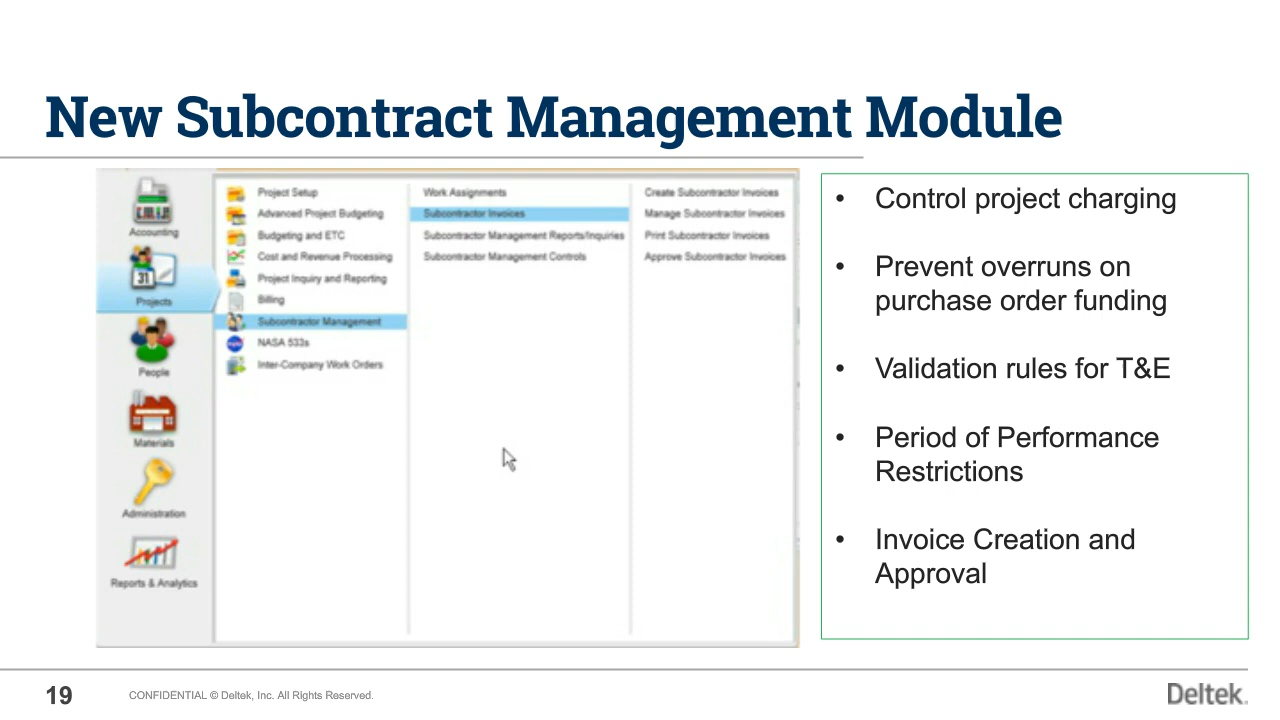 New Subcontract Management Module
Accounting
31
Projects
People
Materials
Administration
Reports & Analytics
Project Setup
Advanced Project Budgeting
Budgeting and ETC
Cost and Revenue Processing
Project Inquiry and Reporting
Billing
Subcontractor Management
NASA 533s
Inter-Company Work Orders
Work Assignments
Subcontractor Invoices
Subcontractor Management Reports/Inquiries
Subcontractor Management Controls
Create Subcontractor Invoices
Manage Subcontractor Invoices
Print Subcontractor Invoices
Approve Subcontractor Invoices
• Control project charging
• Prevent overruns on
purchase order funding
• Validation rules for T&E
• Period of Performance
Restrictions
• Invoice Creation and
Approval
19
CONFIDENTIAL © Deltek, Inc. All Rights Reserved.
Deltek.